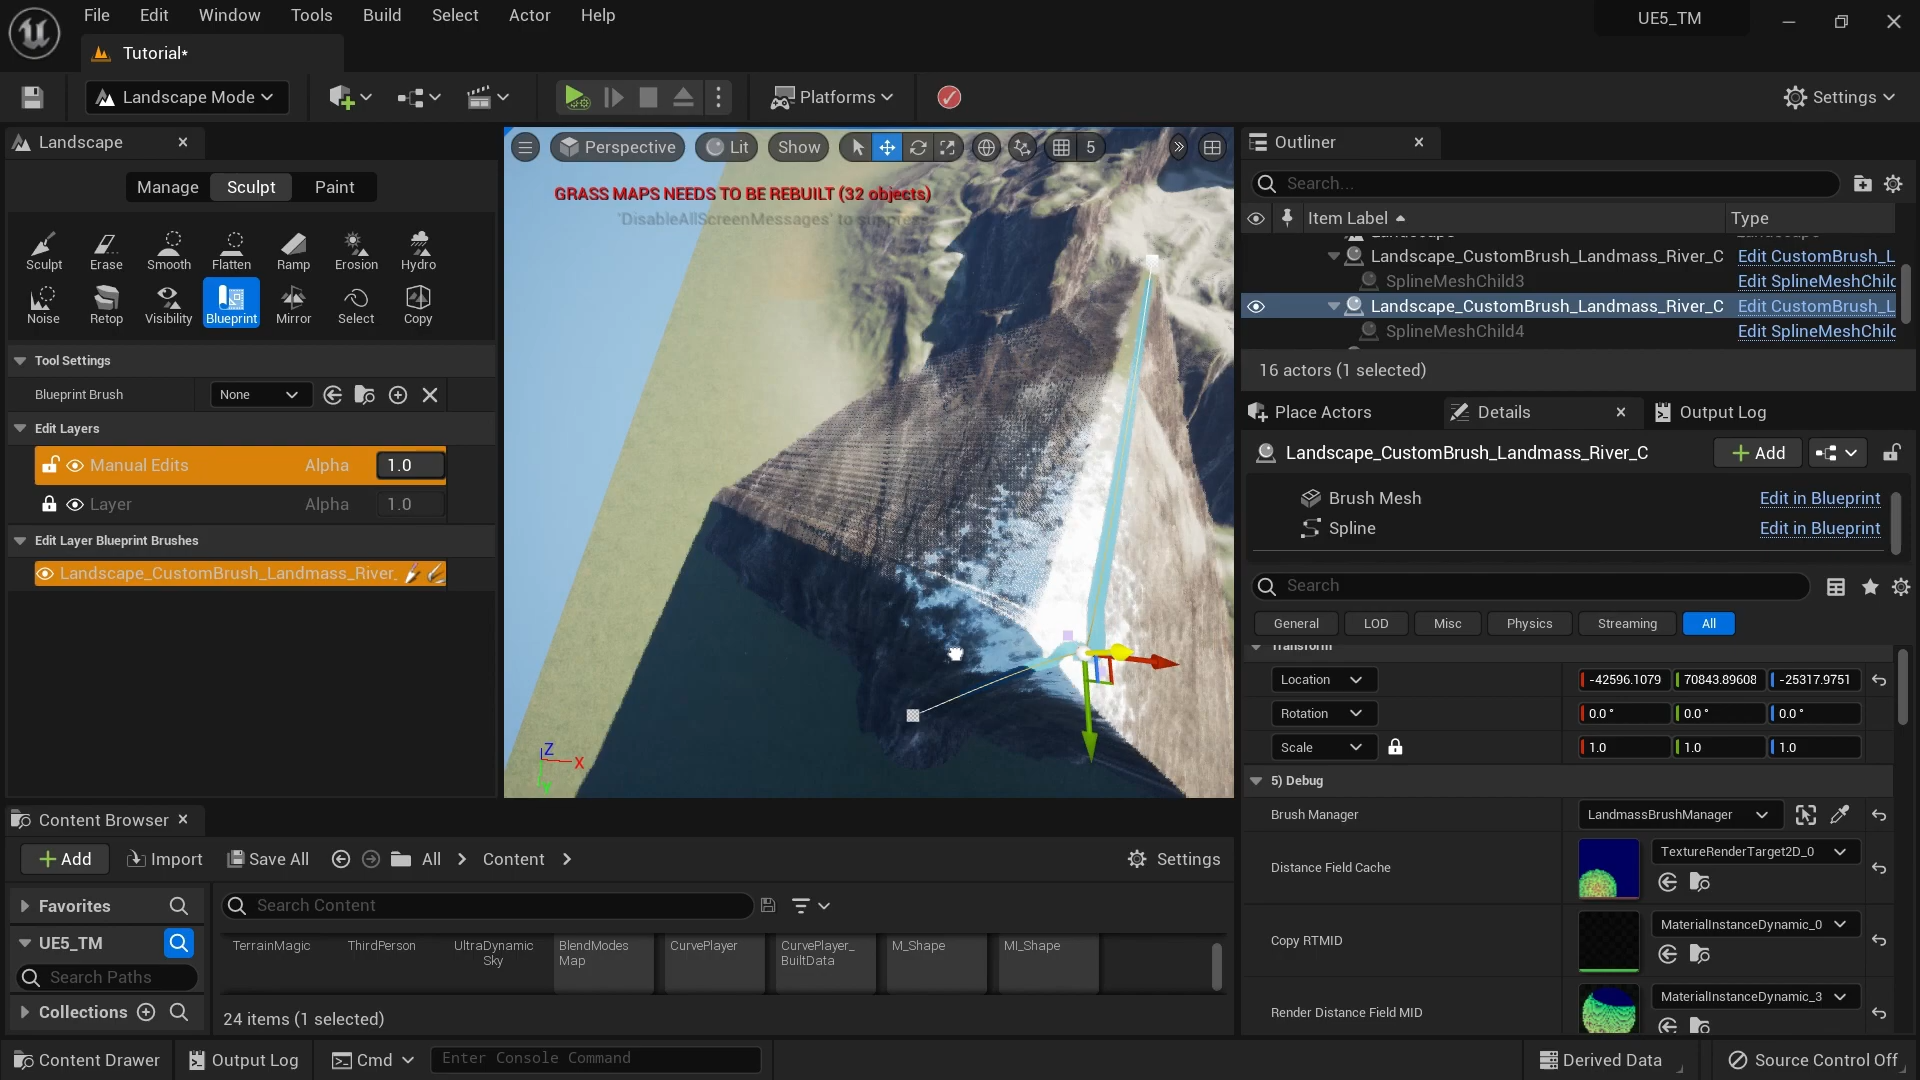 File Edit Window Tools Build Select Actor Help
UE5_TM
Tutorial*
Landscape Mode
Platforms
Settings
Landscape
Manage Sculpt Paint
Sculpt Erase Smooth Flatten Ramp Erosion Hydro
Noise Retop Visibility Blueprint Mirror Select Copy
Tool Settings
Blueprint Brush None
Edit Layers
Manual Edits Alpha 1.0
Layer Alpha 1.0
Edit Layer Blueprint Brushes
Landscape_CustomBrush_Landmass_River_
Perspective Lit Show 5
GRASS MAPS NEEDS TO BE REBUILT (32 objects)
'DisableAllScreenMessages' to suppress
Z
X
Y
Outliner
Search...
Item Label Type
Landscape Landscape
Landscape_CustomBrush_Landmass_River_C Edit CustomBrush_L
SplineMeshChild3 Edit SplineMeshChild
Landscape_CustomBrush_Landmass_River_C Edit CustomBrush_L
SplineMeshChild4 Edit SplineMeshChild
16 actors (1 selected)
Place Actors Details Output Log
Landscape_CustomBrush_Landmass_River_C Add
Brush Mesh Edit in Blueprint
Spline Edit in Blueprint
Search
General LOD Misc Physics Streaming All
Transform
Location -42596.1079 70843.89608 -25317.9751
Rotation 0.0 ° 0.0 ° 0.0 °
Scale 1.0 1.0 1.0
5) Debug
Brush Manager LandmassBrushManager
Distance Field Cache TextureRenderTarget2D_0
Copy RTMID MaterialInstanceDynamic_0
Render Distance Field MID MaterialInstanceDynamic_3
Content Browser
Add Import Save All All Content Settings
Favorites Search Content
UE5_TM
Search Paths
Collections
TerrainMagic ThirdPerson UltraDynamic BlendModes CurvePlayer CurvePlayer_ M_Shape MI_Shape
Sky Map BuiltData
24 items (1 selected)
Content Drawer Output Log Cmd Enter Console Command Derived Data Source Control Off